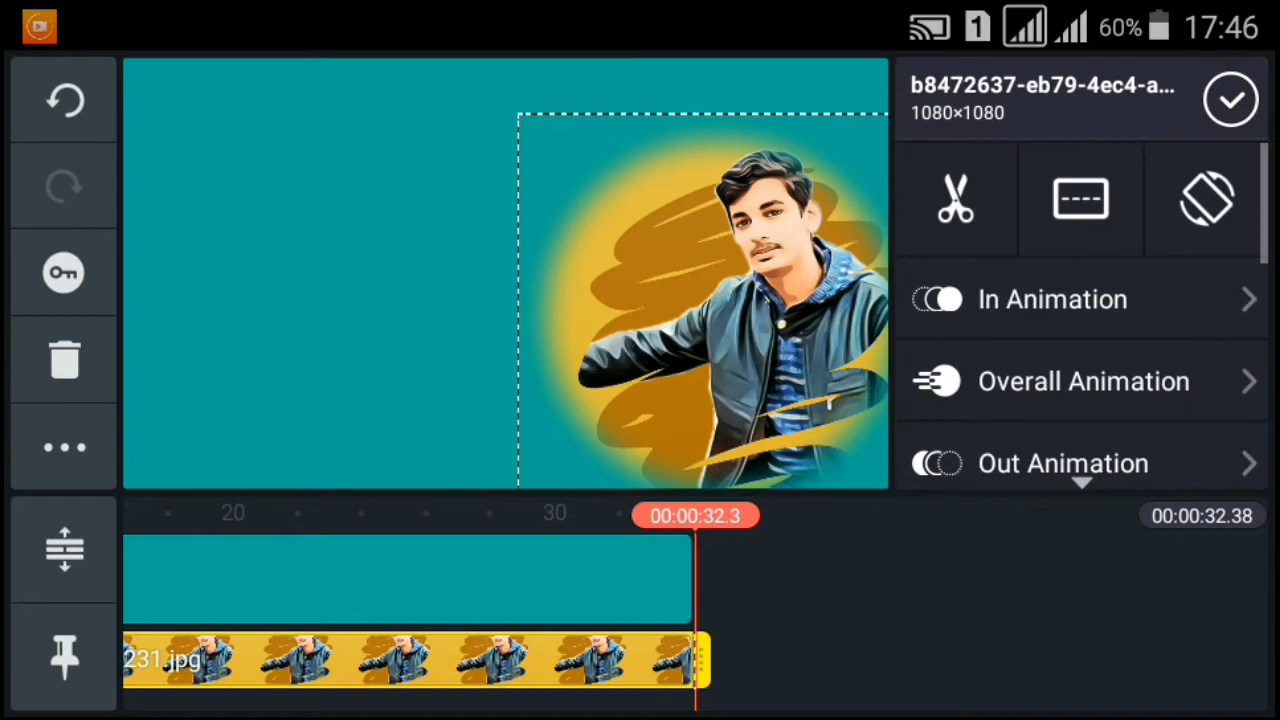 1
60%
17:46
b8472637-eb79-4ec4-a...
1080×1080
In Animation
Overall Animation
Out Animation
20
30
00:00:32.3
00:00:32.38
231.jpg